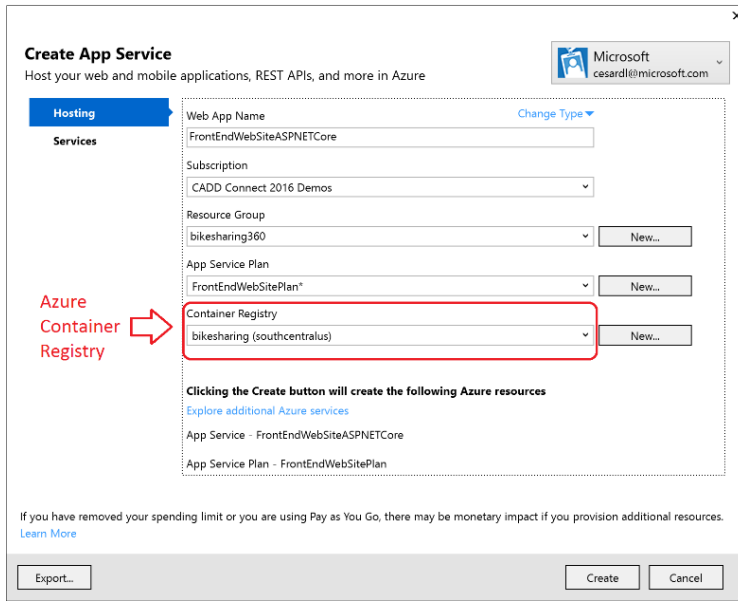 Create App Service
Host your web and mobile applications, REST APIs, and more in Azure
Microsoft
cesardl@microsoft.com
Hosting
Services
Web App Name
Change Type
FrontEndWebSiteASPNETCore
Subscription
CADD Connect 2016 Demos
Resource Group
bikesharing360
New...
App Service Plan
FrontEndWebSitePlan*
New...
Azure
Container
Registry
Container Registry
bikesharing (southcentralus)
New...
Clicking the Create button will create the following Azure resources
Explore additional Azure services
App Service - FrontEndWebSiteASPNETCore
App Service Plan - FrontEndWebSitePlan
If you have removed your spending limit or you are using Pay as You Go, there may be monetary impact if you provision additional resources.
Learn More
Export...
Create
Cancel